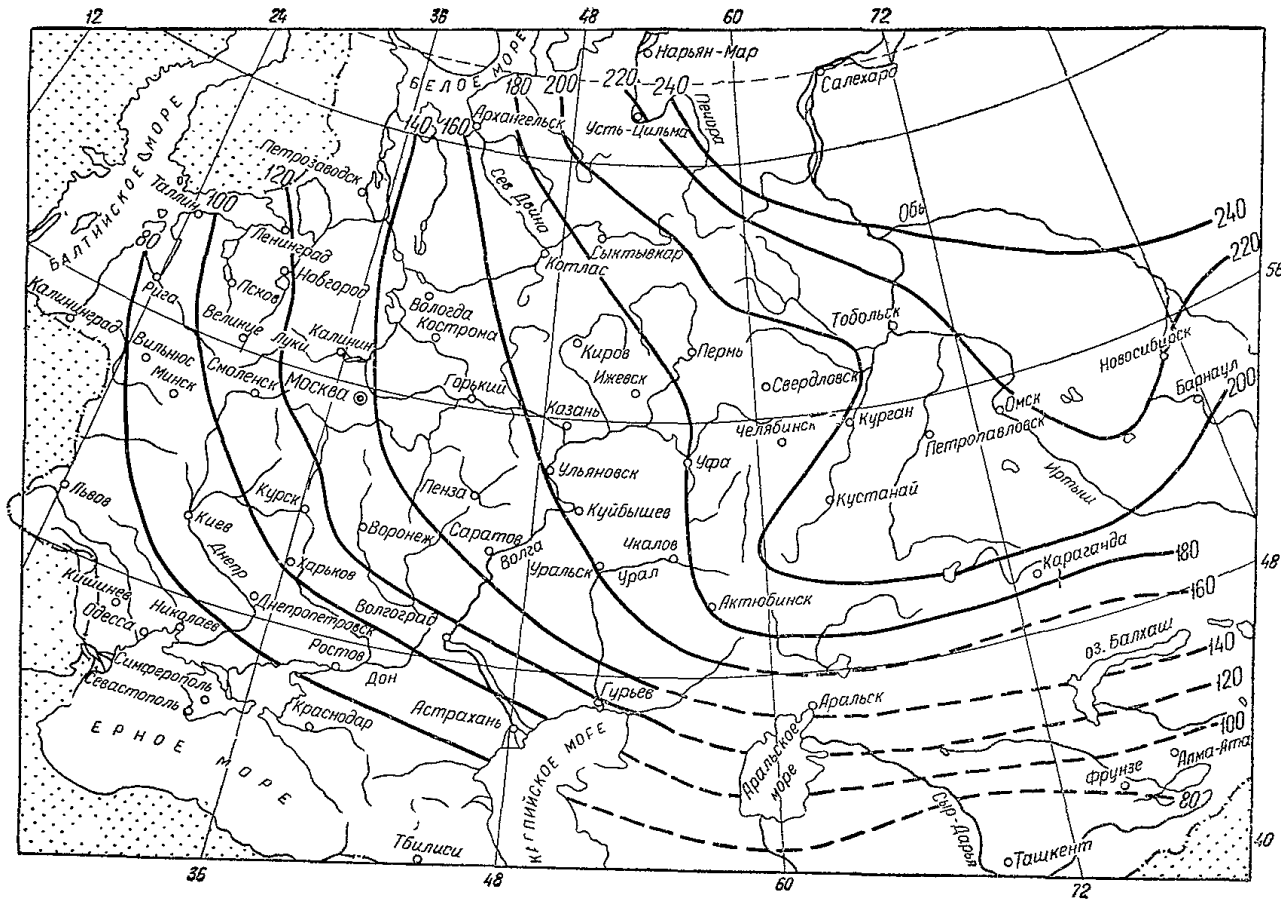 12 24 36 48 60 72
Нарьян-Мар
БЕЛОЕ МОРЕ
180 200 220 240
Печора
Салехард
БАЛТИЙСКОЕ МОРЕ
140 160
Архангельск
Усть-Цильма
Петрозаводск
120
Таллин
100
Сев Двина
Обь
240
80
Ленинград
Сыктывкар
220
Новгород
Котлас
Рига
Псков
56
Калининград
Вологда
Великие Луки
Кострома
Тобольск
Калинин
Вильнюс
Киров
Пермь
Новосибирск
Минск
Смоленск
МОСКВА
Горький
Ижевск
Свердловск
Барнаул
200
Омск
Казань
Курган
Челябинск
Петропавловск
Ульяновск
Уфа
Львов
Пенза
Иртыш
Курск
Кустанай
Киев
Куйбышев
Воронеж
Саратов
Волга
Чкалов
Днепр
Харьков
Уральск
Урал
Караганда
180
48
Кишинев
Одесса
Николаев
Днепропетровск
Волгоград
Актюбинск
160
оз. Балхаш
140
Симферополь
Ростов
Дон
120
Севастополь
Гурьев
Аральск
Краснодар
Астрахань
100
ЕРНОЕ МОРЕ
КАСПИЙСКОЕ МОРЕ
Аральское море
Алма-Ата
Фрунзе
80
Сыр-Дарья
40
Тбилиси
Ташкент
36 48 60 72